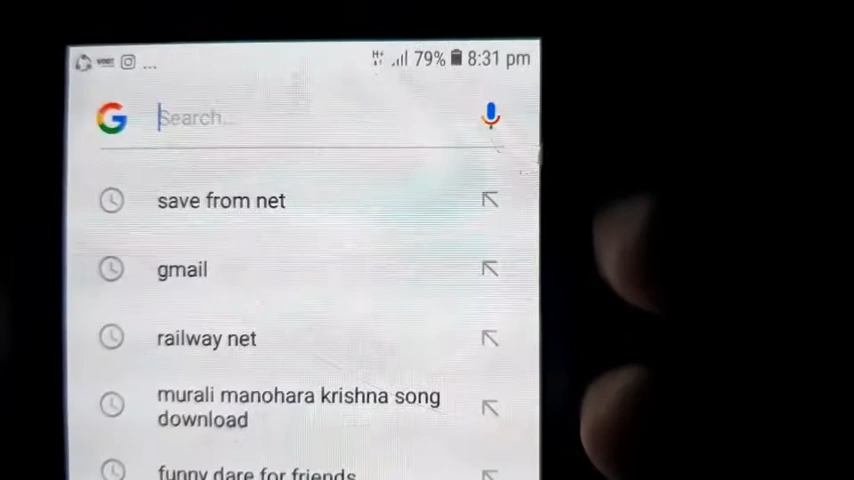 ... H+ 79% 8:31 pm
G Search...
save from net
gmail
railway net
murali manohara krishna song
download
funny dare for friends